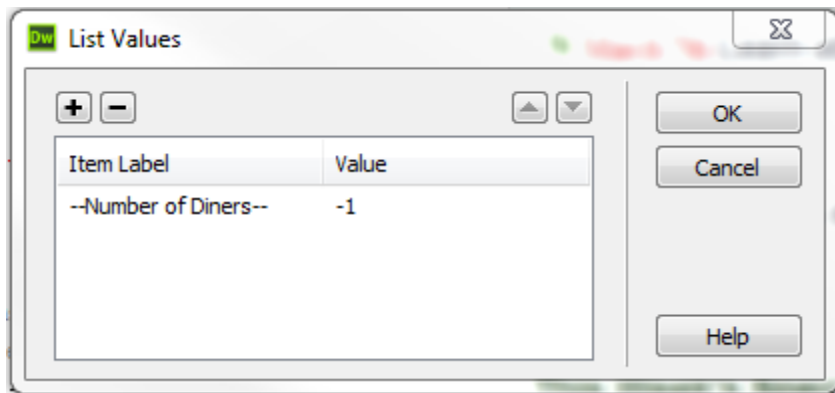 Dw List Values
+ -
OK
Item Label Value
Cancel
--Number of Diners-- -1
Help